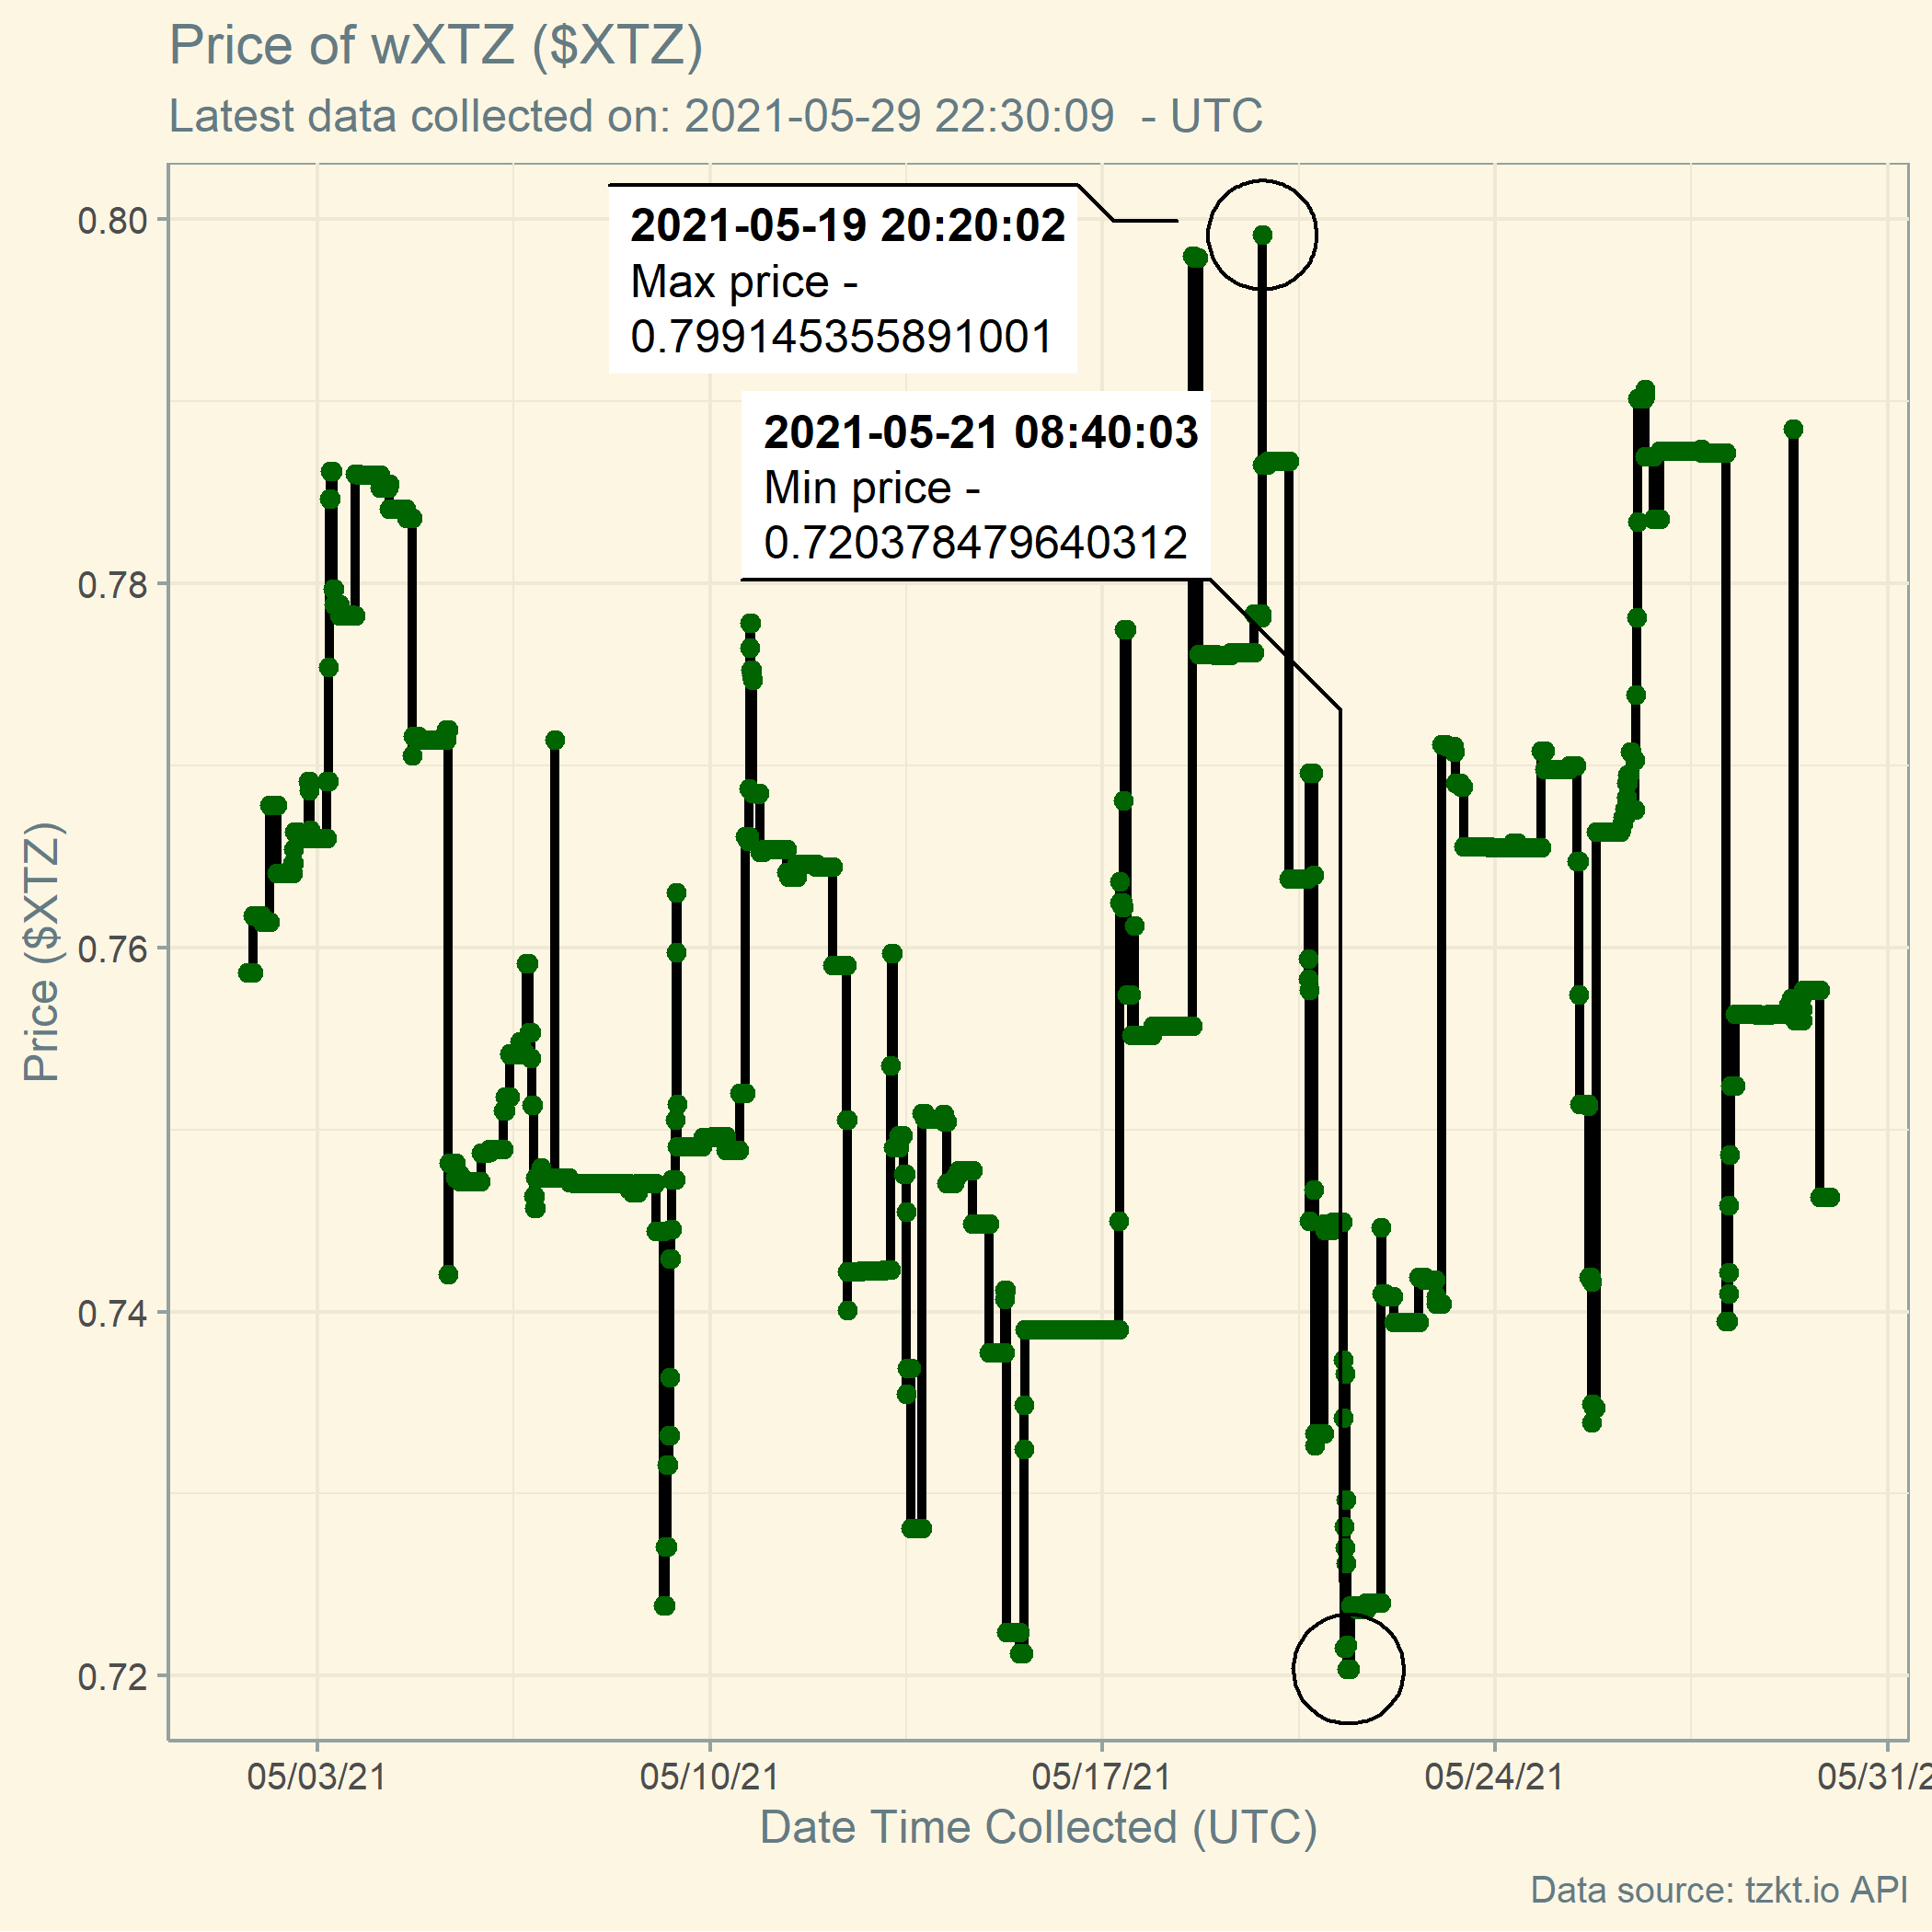 Price of wXTZ ($XTZ)
Latest data collected on: 2021-05-29 22:30:09  - UTC
2021-05-19 20:20:02
Max price -
0.799145355891001
2021-05-21 08:40:03
Min price -
0.720378479640312
Price ($XTZ)
0.80
0.78
0.76
0.74
0.72
05/03/21
05/10/21
05/17/21
05/24/21
05/31/2
Date Time Collected (UTC)
Data source: tzkt.io API